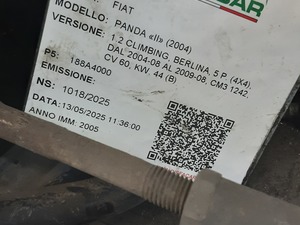 FIAT
MODELLO: PANDA «II» (2004)
VERSIONE: 1.2 CLIMBING, BERLINA, 5 P. (4X4),
DAL 2004-08 AL 2009-08, CM3 1242,
CV 60, KW. 44 (B)
P5: 188A4000
EMISSIONE:
NS: 1018/2025
DATA: 13/05/2025 11:36:00
ANNO IMM: 2005